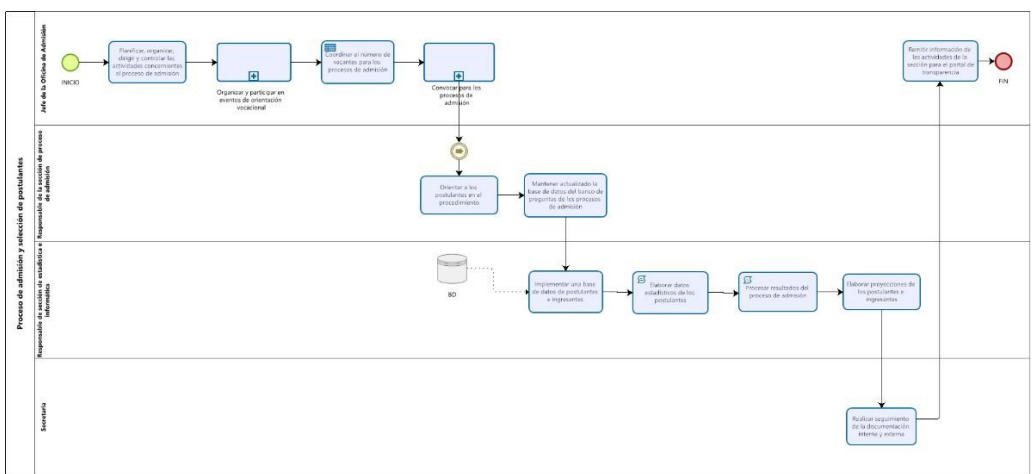 Proceso de admisión y selección de postulantes
Jefe de la Oficina de Admisión
INICIO
Planificar, organizar,
dirigir y controlar las
actividades concernientes
al proceso de admisión
Organizar y participar en
eventos de orientación
vocacional
Coordinar al número de
vacantes para los
procesos de admisión
Convocar para los
procesos de
admisión
Remitir información de
las actividades de la
sección para el portal de
transparencia
FIN
Responsable de la sección de proceso
de admisión
Orientar a los
postulantes en el
procedimiento
Mantener actualizado la
base de datos del banco de
preguntas de los procesos
de admisión
Responsable de sección de estadística e
informática
BD
Implementar una base
de datos de postulantes
e ingresantes
Elaborar datos
estadísticos de los
postulantes
Procesar resultados del
proceso de admisión
Elaborar proyecciones de
los postulantes e
ingresantes
Secretaria
Realizar seguimiento
de la documentación
interna y externa